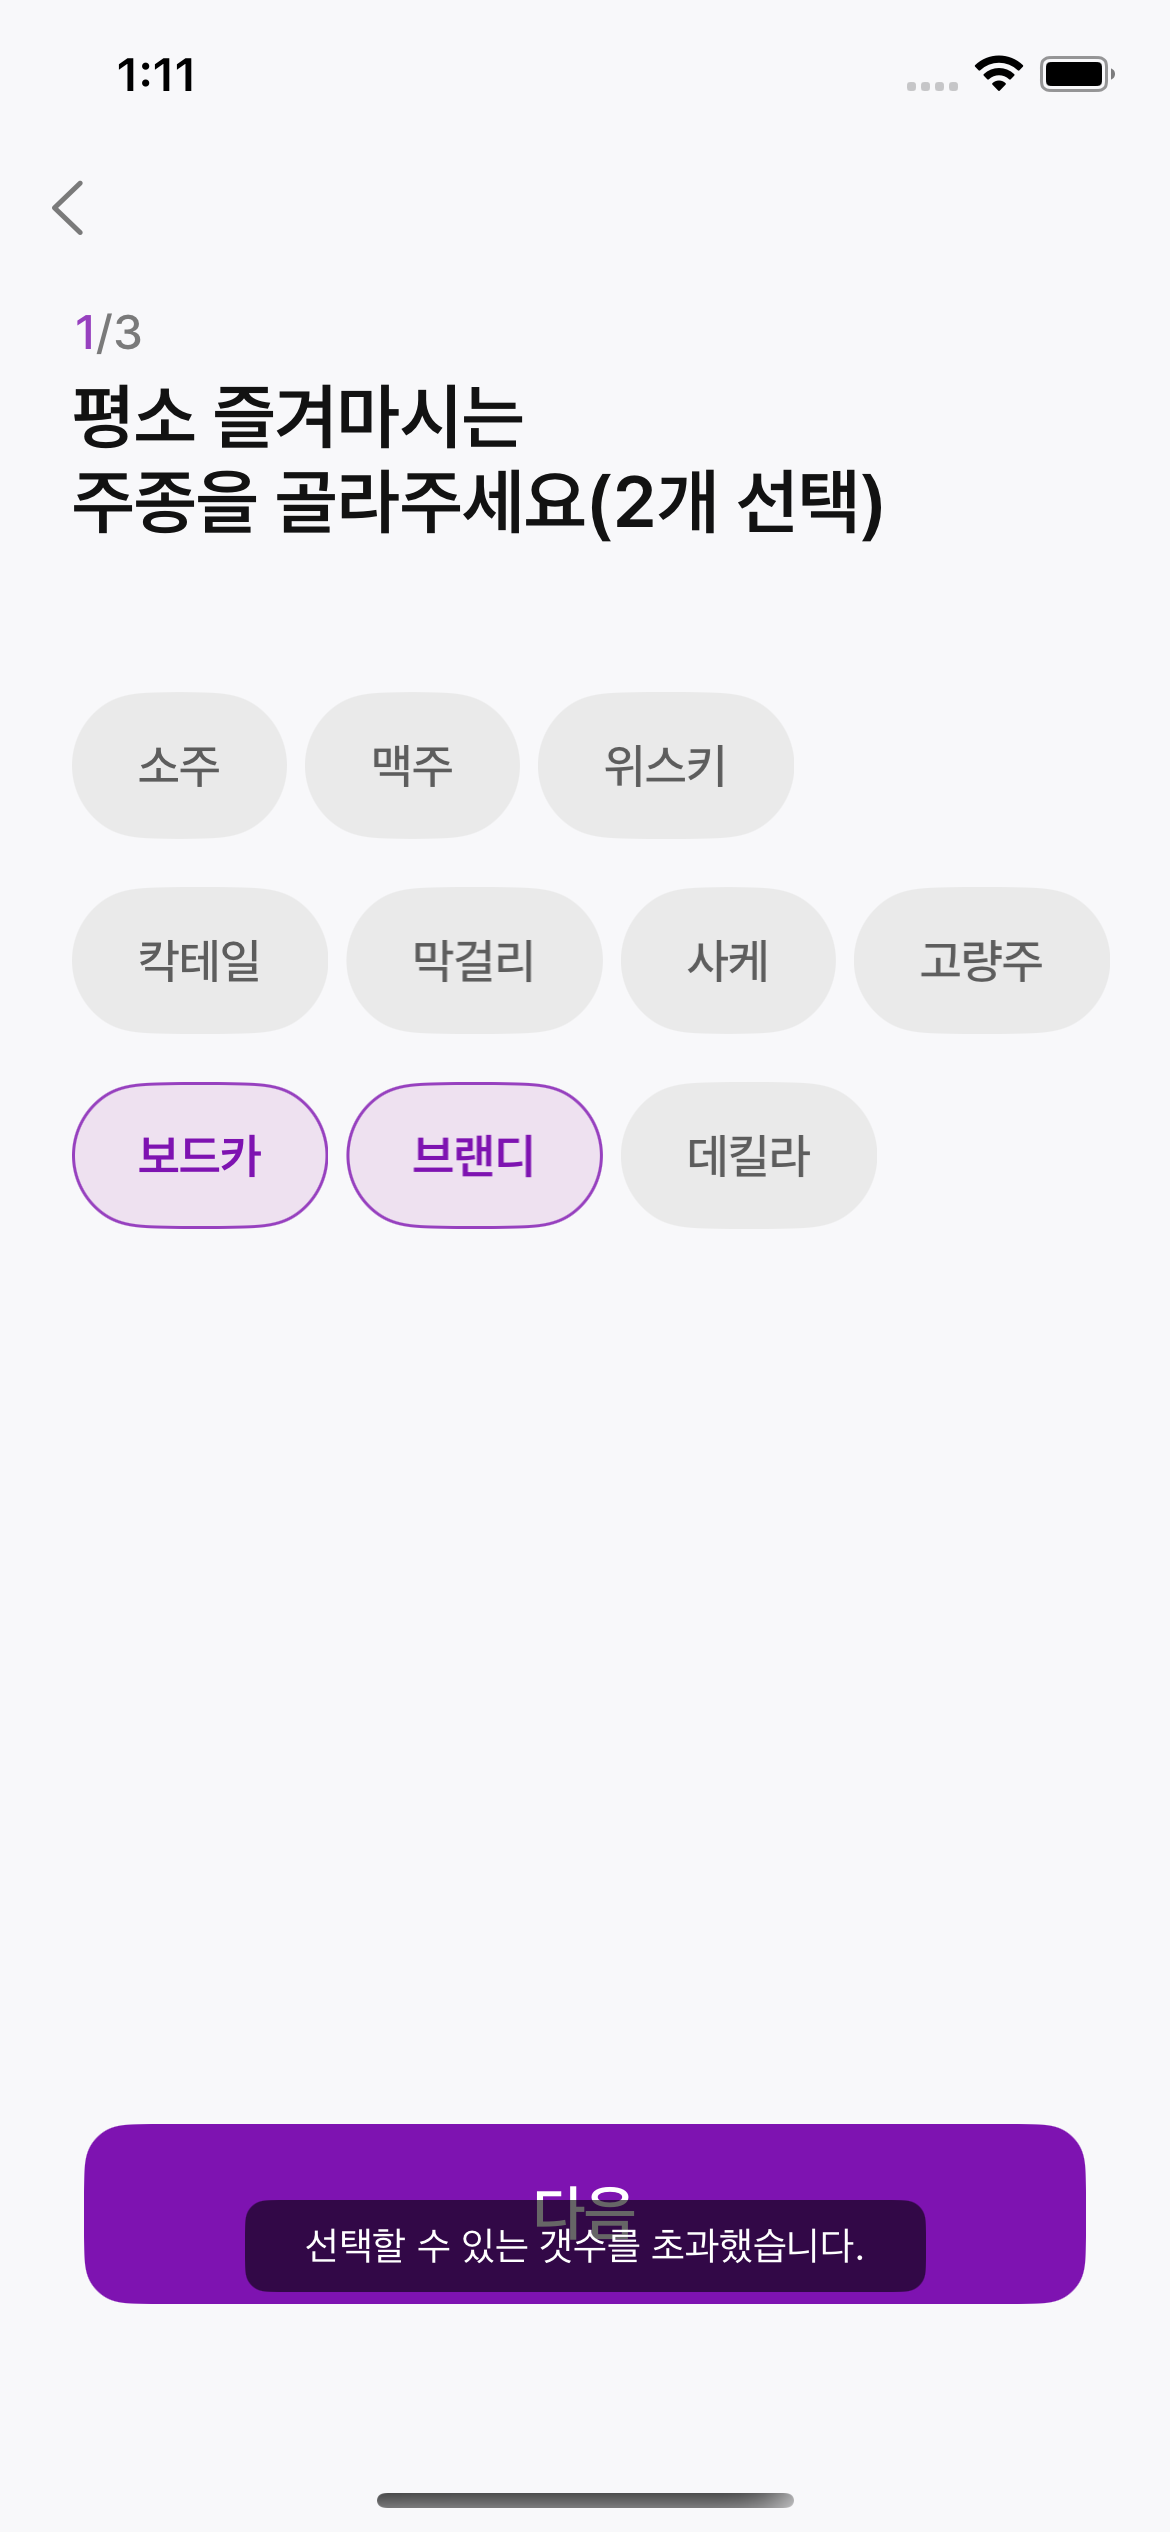 1:11
1/3
평소 즐겨마시는
주종을 골라주세요(2개 선택)
소주 맥주 위스키
칵테일 막걸리 사케 고량주
보드카 브랜디 데킬라
다음
선택할 수 있는 갯수를 초과했습니다.